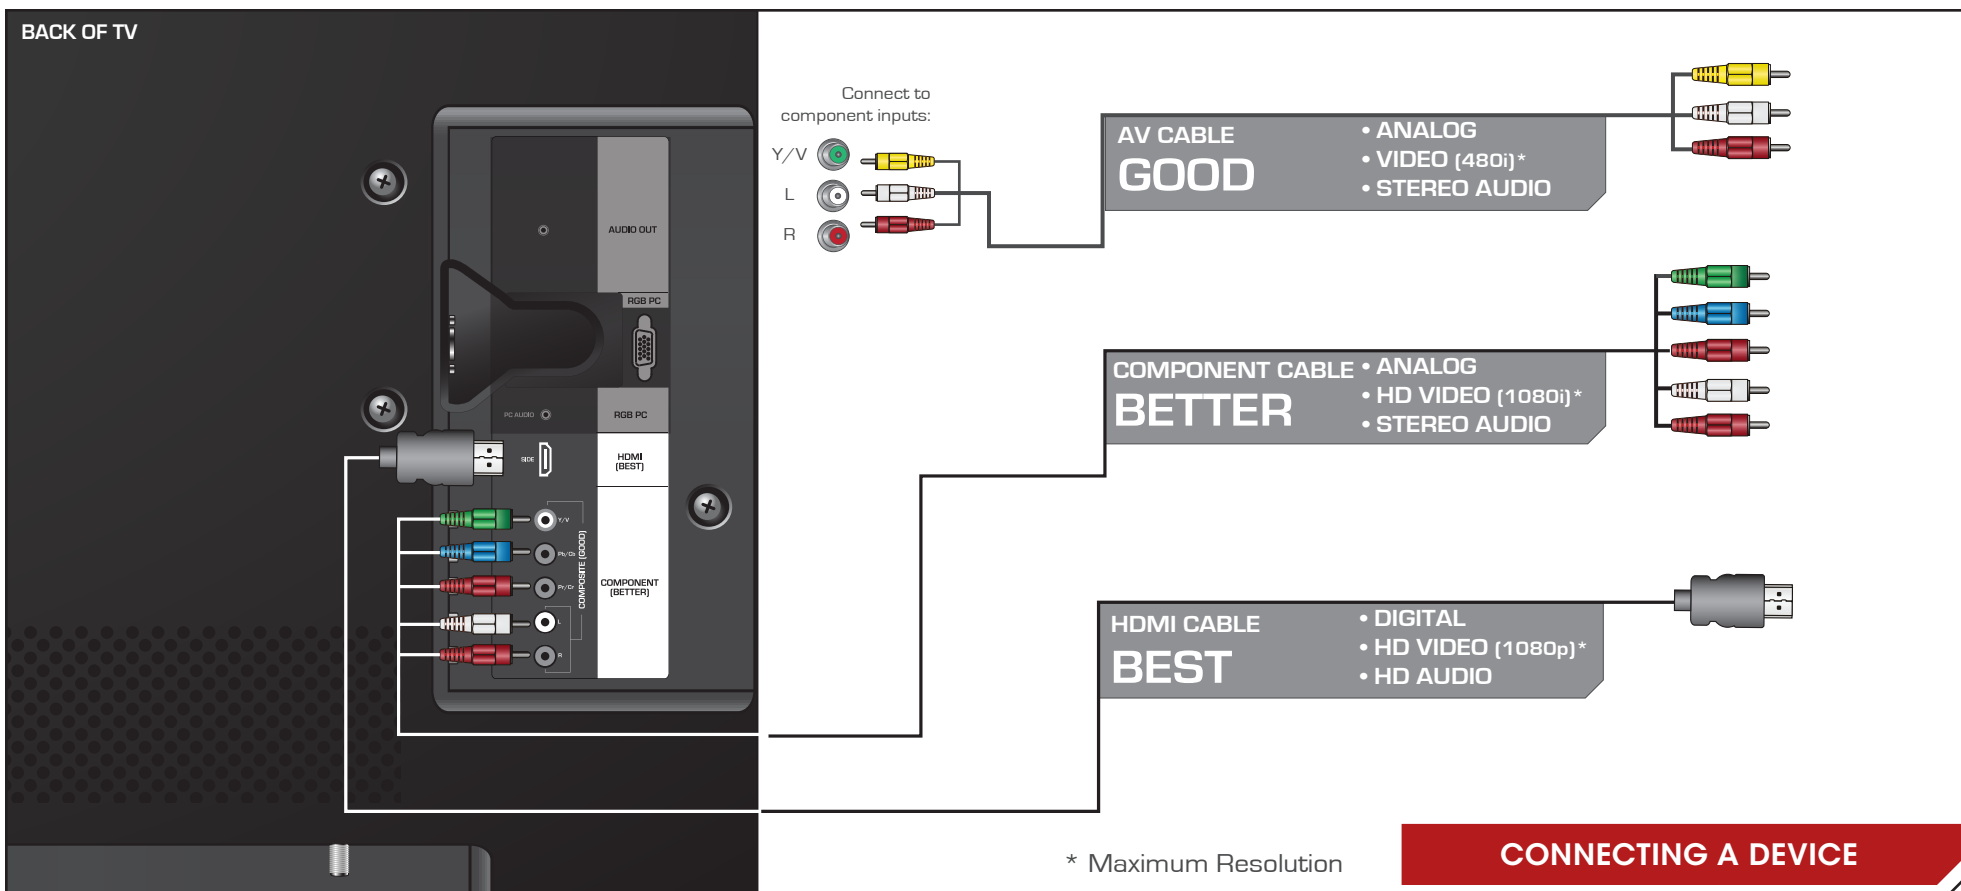 BACK OF TV
AUDIO OUT
RGB PC
PC AUDIO
RGB PC
SIDE
HDMI
(BEST)
Y/V
Pb/Cb
Pr/Cr
L
R
COMPOSITE (GOOD)
COMPONENT
(BETTER)
Connect to
component inputs:
Y/V
L
R
AV CABLE
GOOD
• ANALOG
• VIDEO (480i)*
• STEREO AUDIO
COMPONENT CABLE
BETTER
• ANALOG
• HD VIDEO (1080i)*
• STEREO AUDIO
HDMI CABLE
BEST
• DIGITAL
• HD VIDEO (1080p)*
• HD AUDIO
* Maximum Resolution
CONNECTING A DEVICE